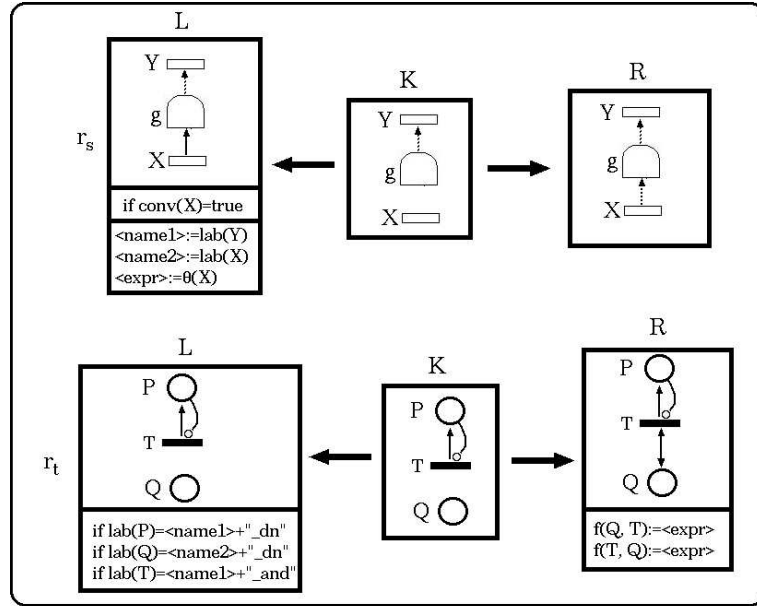 L
K
R
r_s
Y
g
X
Y
g
X
Y
g
X
if conv(X)=true
<name1>:=lab(Y)
<name2>:=lab(X)
<expr>:=θ(X)
L
K
R
r_t
P
T
Q
P
T
Q
P
T
Q
if lab(P)=<name1>+"_dn"
if lab(Q)=<name2>+"_dn"
if lab(T)=<name1>+"_and"
f(Q, T):=<expr>
f(T, Q):=<expr>